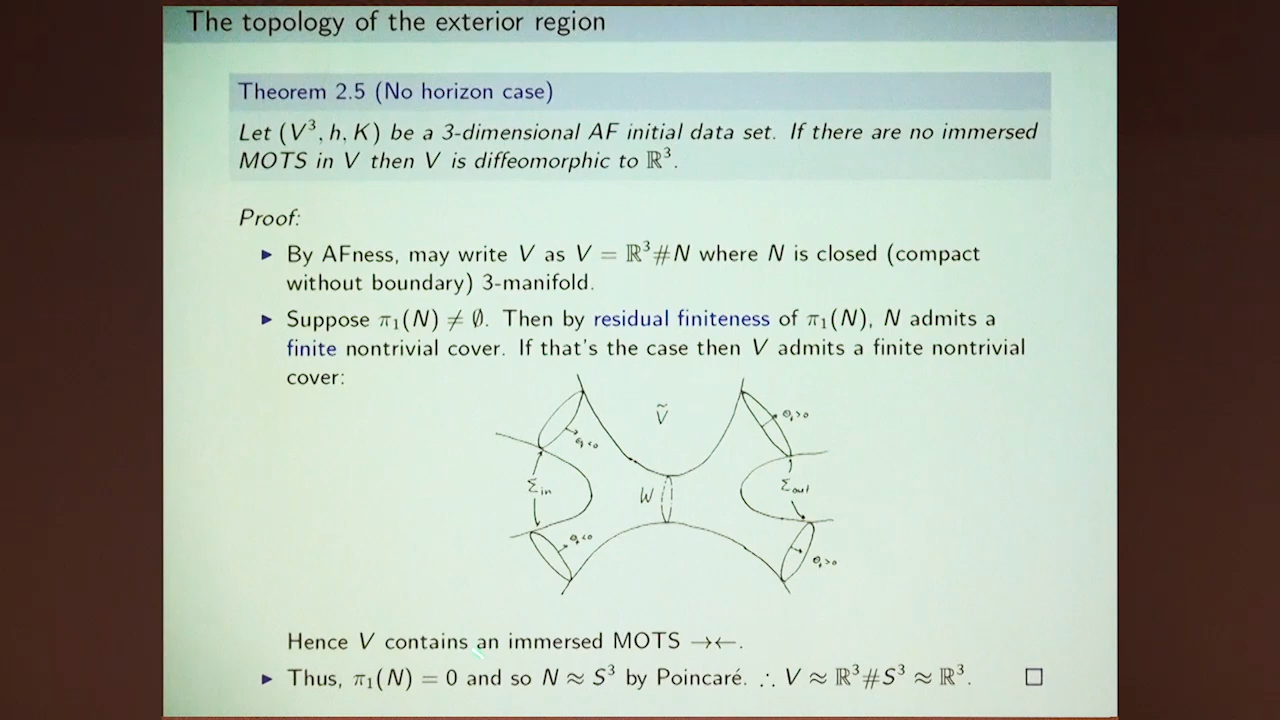 The topology of the exterior region
Theorem 2.5 (No horizon case)
Let (V³, h, K) be a 3-dimensional AF initial data set. If there are no immersed
MOTS in V then V is diffeomorphic to ℝ³.
Proof:
▶ By AFness, may write V as V = ℝ³#N where N is closed (compact
without boundary) 3-manifold.
▶ Suppose π₁(N) ≠ ∅. Then by residual finiteness of π₁(N), N admits a
finite nontrivial cover. If that's the case then V admits a finite nontrivial
cover:
Ṽ
θ₊>0
θ₊<0
Σin
W
Σout
θ₊<0
θ₊>0
Hence V contains an immersed MOTS →←.
▶ Thus, π₁(N) = 0 and so N ≈ S³ by Poincaré. ∴ V ≈ ℝ³#S³ ≈ ℝ³. □